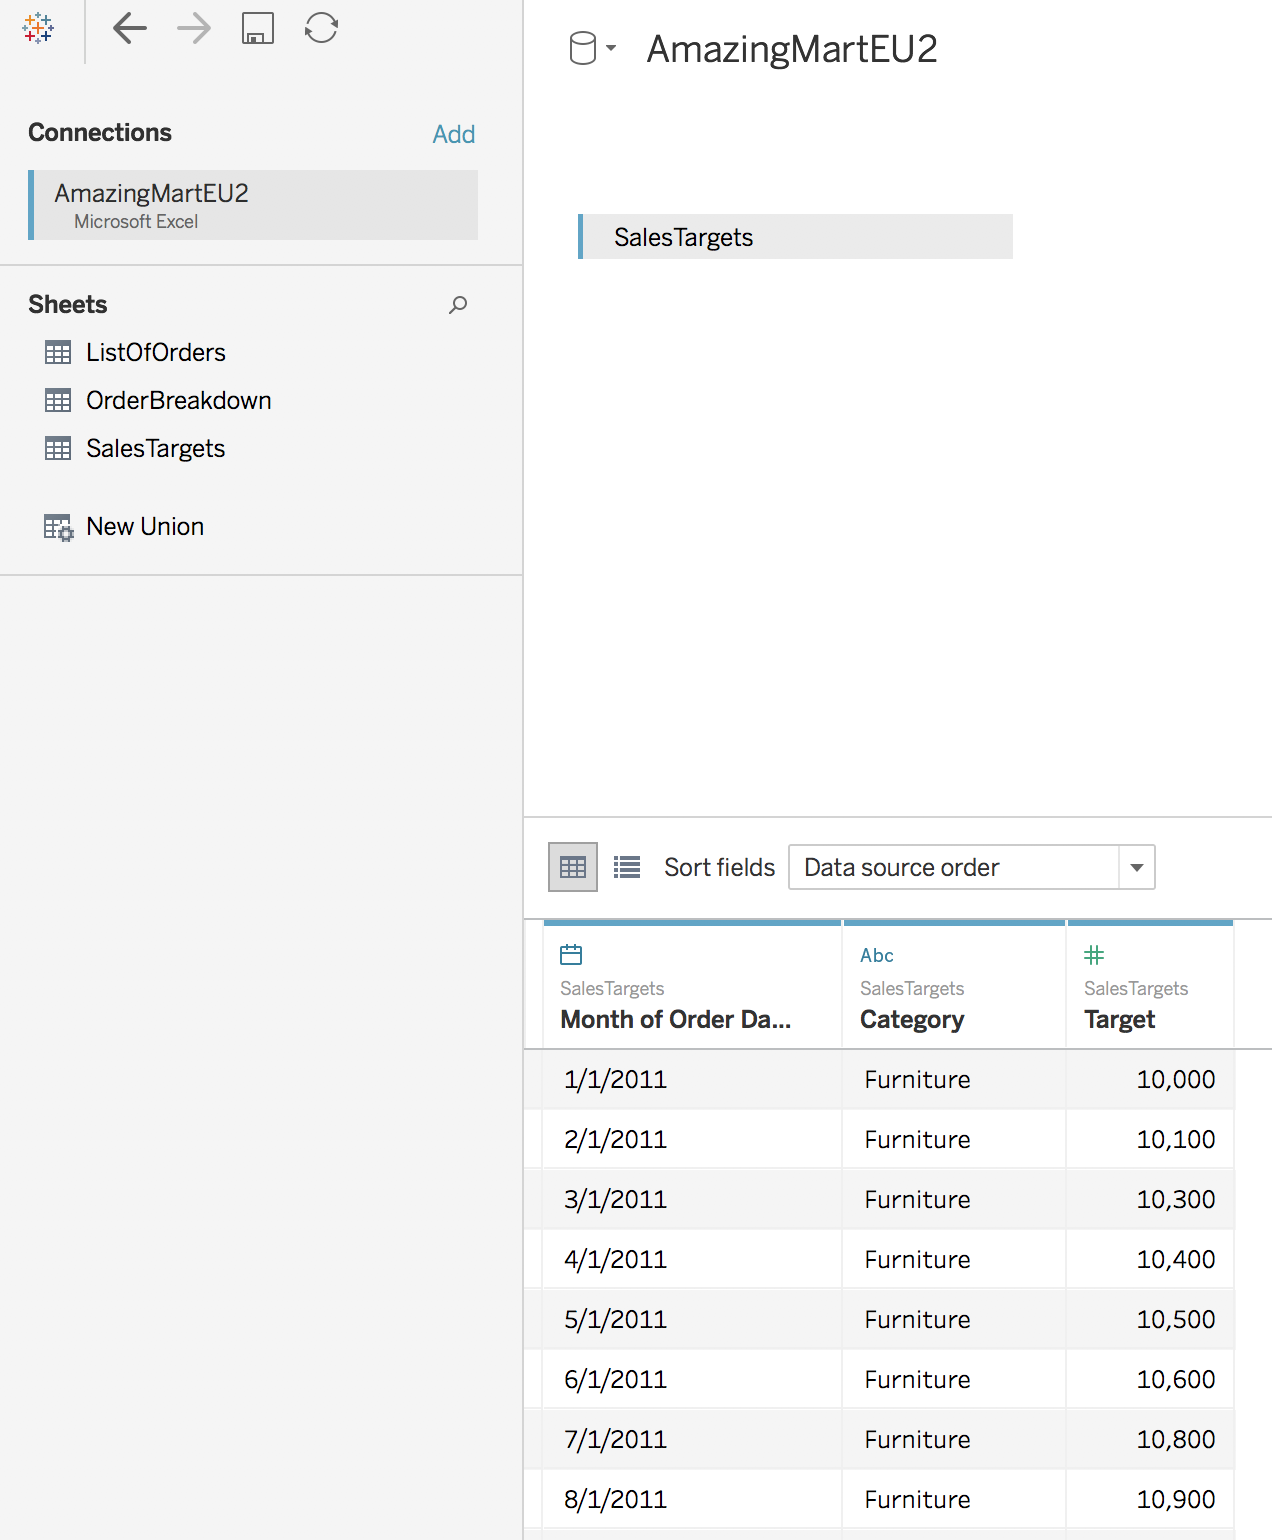 AmazingMartEU2
Connections Add
AmazingMartEU2
Microsoft Excel
SalesTargets
Sheets
ListOfOrders
OrderBreakdown
SalesTargets
New Union
Sort fields Data source order
Abc
SalesTargets SalesTargets SalesTargets
Month of Order Da... Category Target
1/1/2011 Furniture 10,000
2/1/2011 Furniture 10,100
3/1/2011 Furniture 10,300
4/1/2011 Furniture 10,400
5/1/2011 Furniture 10,500
6/1/2011 Furniture 10,600
7/1/2011 Furniture 10,800
8/1/2011 Furniture 10,900